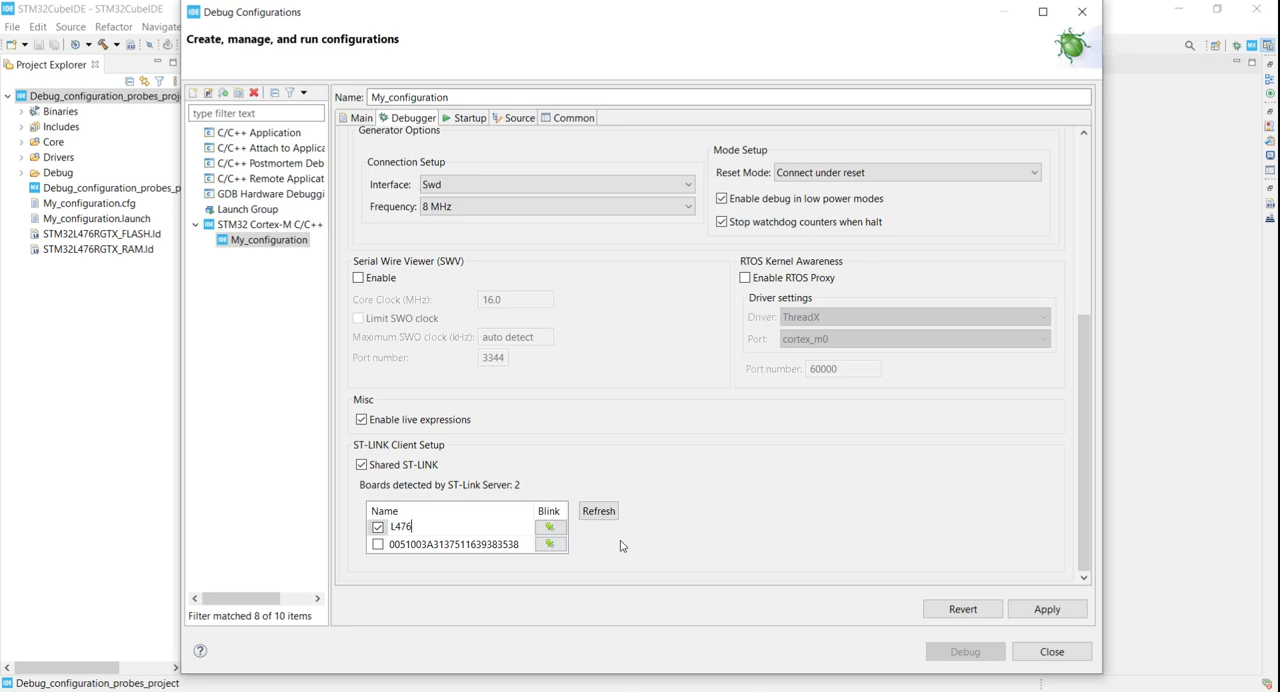 IDE STM32CubeIDE - STM32CubeIDE
File Edit Source Refactor Navigate
Project Explorer
Debug_configuration_probes_proj
Binaries
Includes
Core
Drivers
Debug
MX Debug_configuration_probes_p
My_configuration.cfg
My_configuration.launch
STM32L476RGTX_FLASH.ld
STM32L476RGTX_RAM.ld
Debug_configuration_probes_project
IDE Debug Configurations
Create, manage, and run configurations
type filter text
C/C++ Application
C/C++ Attach to Applica
C/C++ Postmortem Deb
C/C++ Remote Applicat
GDB Hardware Debuggi
Launch Group
IDE STM32 Cortex-M C/C++
IDE My_configuration
Filter matched 8 of 10 items
Name: My_configuration
Main Debugger Startup Source Common
Generator Options
Connection Setup
Interface: Swd
Frequency: 8 MHz
Mode Setup
Reset Mode: Connect under reset
Enable debug in low power modes
Stop watchdog counters when halt
Serial Wire Viewer (SWV)
Enable
Core Clock (MHz): 16.0
Limit SWO clock
Maximum SWO clock (kHz): auto detect
Port number: 3344
RTOS Kernel Awareness
Enable RTOS Proxy
Driver settings
Driver: ThreadX
Port: cortex_m0
Port number: 60000
Misc
Enable live expressions
ST-LINK Client Setup
Shared ST-LINK
Boards detected by ST-Link Server: 2
Name Blink
L476
0051003A3137511639383538
Refresh
Revert Apply
Debug Close
MX